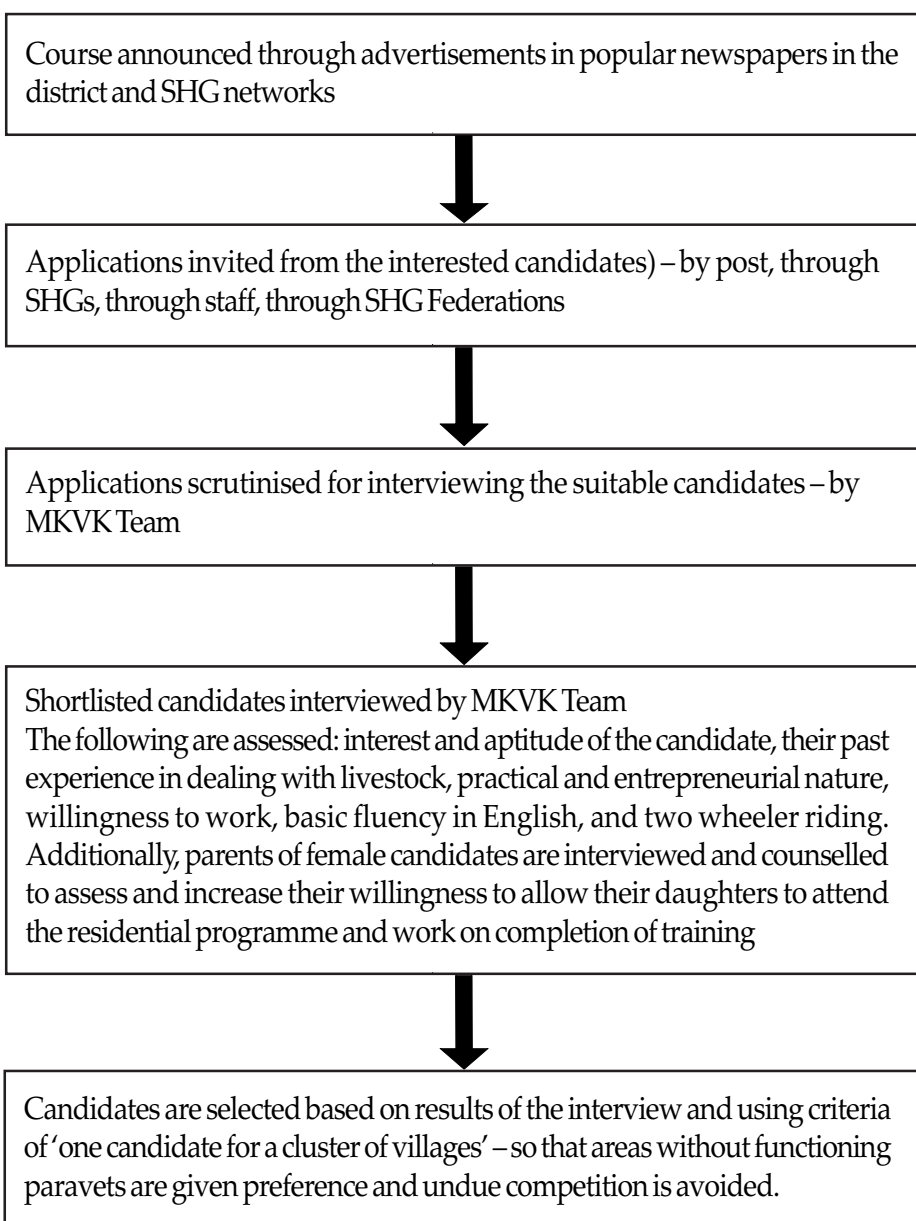 Course announced through advertisements in popular newspapers in the
district and SHG networks
Applications invited from the interested candidates) – by post, through
SHGs, through staff, through SHG Federations
Applications scrutinised for interviewing the suitable candidates – by
MKVK Team
Shortlisted candidates interviewed by MKVK Team
The following are assessed: interest and aptitude of the candidate, their past
experience in dealing with livestock, practical and entrepreneurial nature,
willingness to work, basic fluency in English, and two wheeler riding.
Additionally, parents of female candidates are interviewed and counselled
to assess and increase their willingness to allow their daughters to attend
the residential programme and work on completion of training
Candidates are selected based on results of the interview and using criteria
of ‘one candidate for a cluster of villages’ – so that areas without functioning
paravets are given preference and undue competition is avoided.